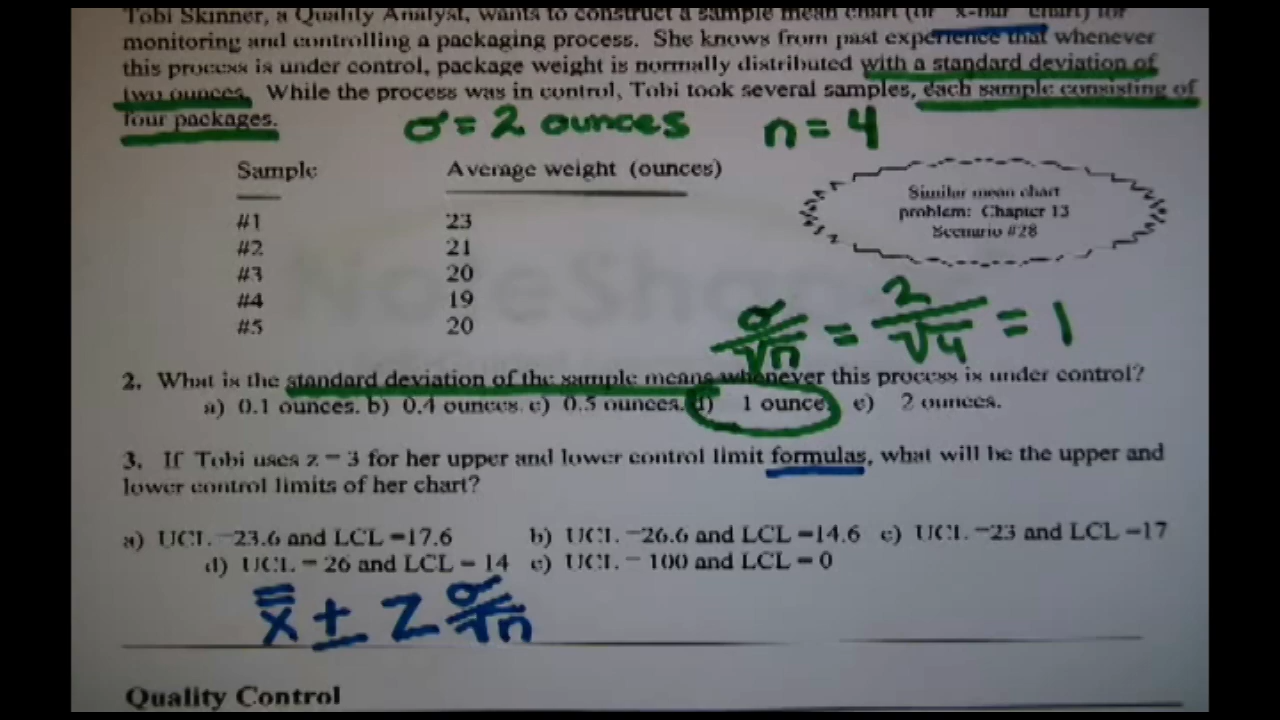 Tobi Skinner, a Quality Analyst, wants to construct a sample mean chart (or "x-bar" chart) for
monitoring and controlling a packaging process. She knows from past experience that whenever
this process is under control, package weight is normally distributed with a standard deviation of
two ounces. While the process was in control, Tobi took several samples, each sample consisting of
four packages.
σ = 2 ounces n = 4
Sample Average weight (ounces)
#1 23
#2 21
#3 20
#4 19
#5 20
Similar mean chart
problem: Chapter 13
Scenario #28
σ/√n = 2/√4 = 1
2. What is the standard deviation of the sample means whenever this process is under control?
a) 0.1 ounces. b) 0.4 ounces. c) 0.5 ounces. d) 1 ounce e) 2 ounces.
3. If Tobi uses z = 3 for her upper and lower control limit formulas, what will be the upper and
lower control limits of her chart?
a) UCL =23.6 and LCL =17.6 b) UCL =26.6 and LCL =14.6 c) UCL =23 and LCL =17
d) UCL = 26 and LCL = 14 e) UCL = 100 and LCL = 0
x̿ ± Z σ/√n
Quality Control